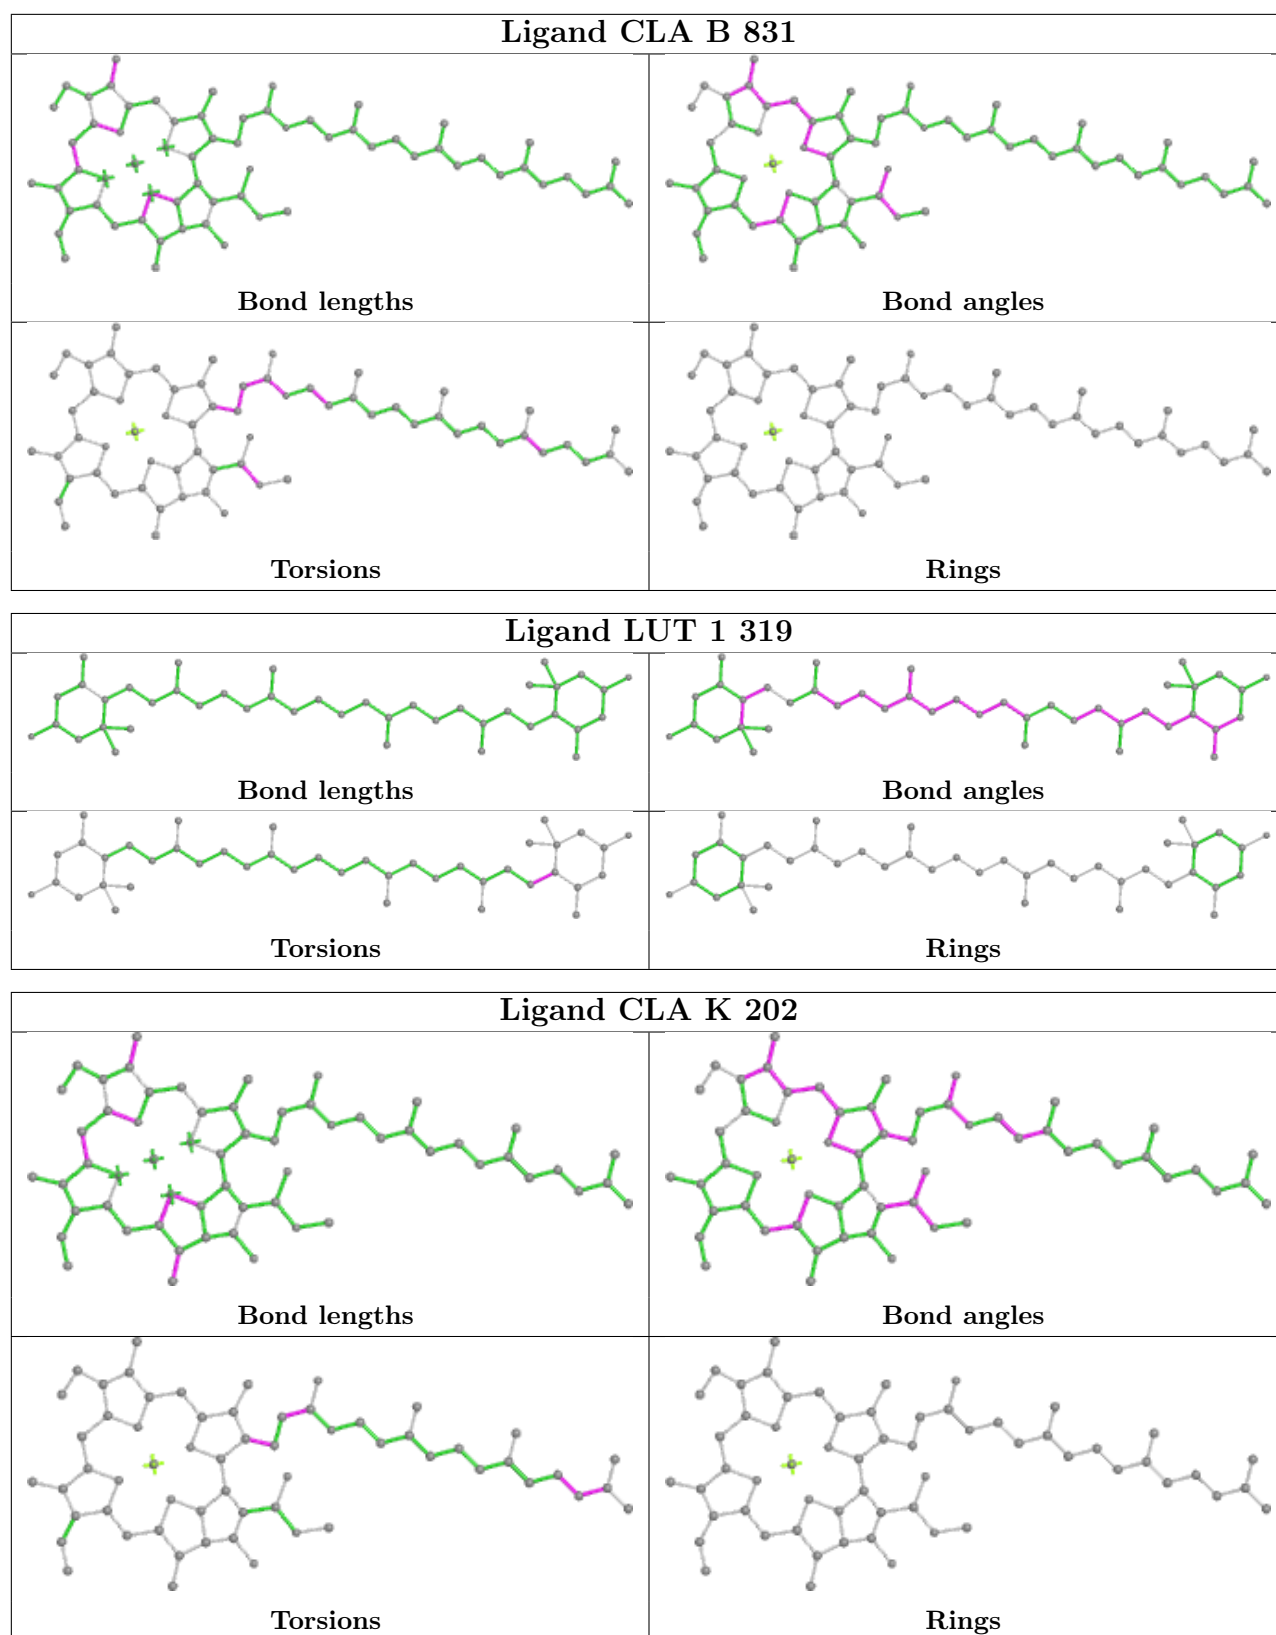 Ligand CLA B 831
Bond lengths
Bond angles
Torsions
Rings
Ligand LUT 1 319
Bond lengths
Bond angles
Torsions
Rings
Ligand CLA K 202
Bond lengths
Bond angles
Torsions
Rings